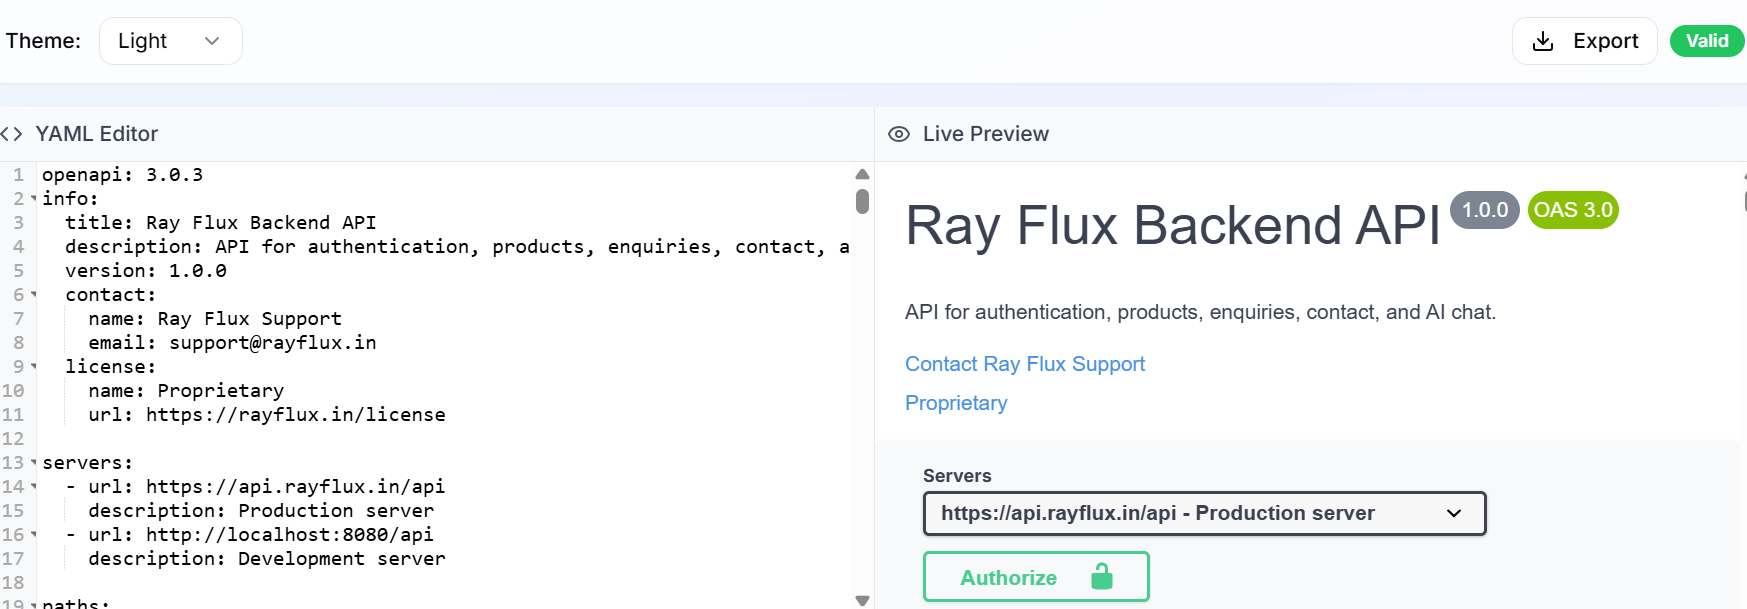 Theme:
Light
Export
Valid
<> YAML Editor
Live Preview
1 openapi: 3.0.3
2 info:
3 title: Ray Flux Backend API
4 description: API for authentication, products, enquiries, contact, a
5 version: 1.0.0
6 contact:
7 name: Ray Flux Support
8 email: support@rayflux.in
9 license:
10 name: Proprietary
11 url: https://rayflux.in/license
12
13 servers:
14 - url: https://api.rayflux.in/api
15 description: Production server
16 - url: http://localhost:8080/api
17 description: Development server
18
19 paths:
Ray Flux Backend API 1.0.0 OAS 3.0
API for authentication, products, enquiries, contact, and AI chat.
Contact Ray Flux Support
Proprietary
Servers
https://api.rayflux.in/api - Production server
Authorize